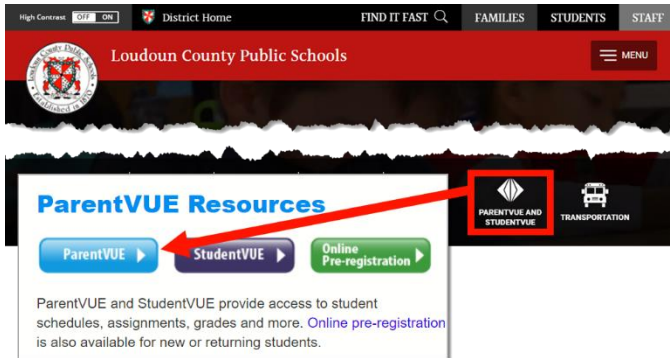 High Contrast OFF ON District Home FIND IT FAST FAMILIES STUDENTS STAFF
Loudoun County Public Schools
MENU
PARENTVUE AND
STUDENTVUE
TRANSPORTATION
ParentVUE Resources
ParentVUE
StudentVUE
Online
Pre-registration
ParentVUE and StudentVUE provide access to student
schedules, assignments, grades and more. Online pre-registration
is also available for new or returning students.